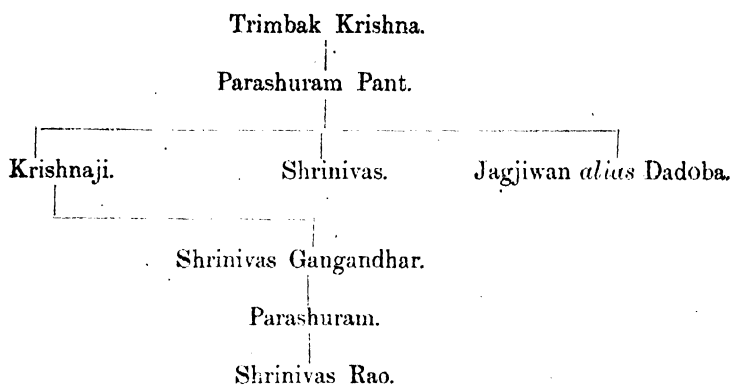 Trimbak Krishna.
Parashuram Pant.
Krishnaji. Shrinivas. Jagjiwan alias Dadoba.
Shrinivas Gangandhar.
Parashuram.
Shrinivas Rao.